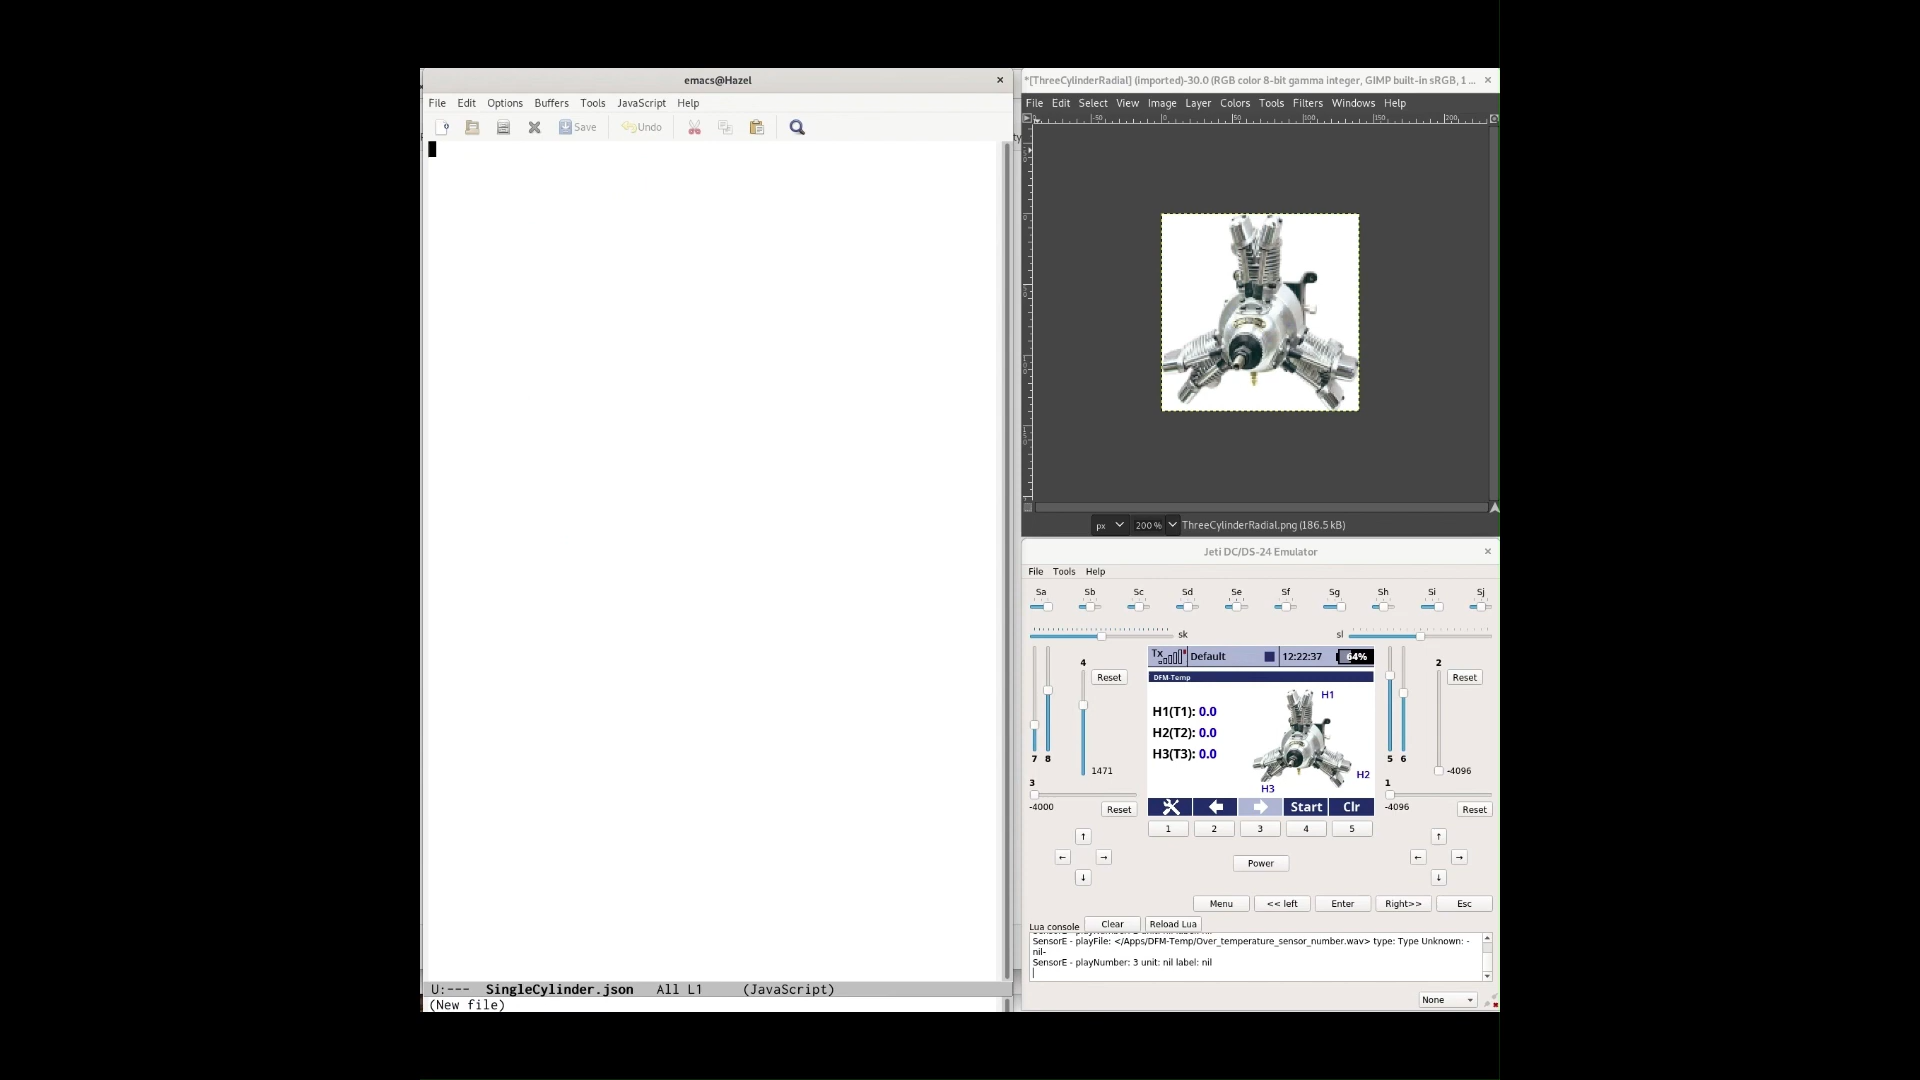 emacs@Hazel
File Edit Options Buffers Tools JavaScript Help
Save Undo
U:--- SingleCylinder.json All L1 (JavaScript)
(New file)
*[ThreeCylinderRadial] (imported)-30.0 (RGB color 8-bit gamma integer, GIMP built-in sRGB, 1 ...
File Edit Select View Image Layer Colors Tools Filters Windows Help
px 200 % ThreeCylinderRadial.png (186.5 kB)
Jeti DC/DS-24 Emulator
File Tools Help
Sa Sb Sc Sd Se Sf Sg Sh Si Sj
sk sl
Tx Default 12:22:37 64%
DFM-Temp
H1(T1): 0.0
H2(T2): 0.0
H3(T3): 0.0
H1
H2
H3
Start Clr
1 2 3 4 5
4 Reset
7 8
1471
3
-4000 Reset
2 Reset
5 6
-4096
1
-4096 Reset
Power
Menu << left Enter Right>> Esc
Lua console Clear Reload Lua
SensorE - playFile: </Apps/DFM-Temp/Over_temperature_sensor_number.wav> type: Type Unknown: -
nil-
SensorE - playNumber: 3 unit: nil label: nil
None